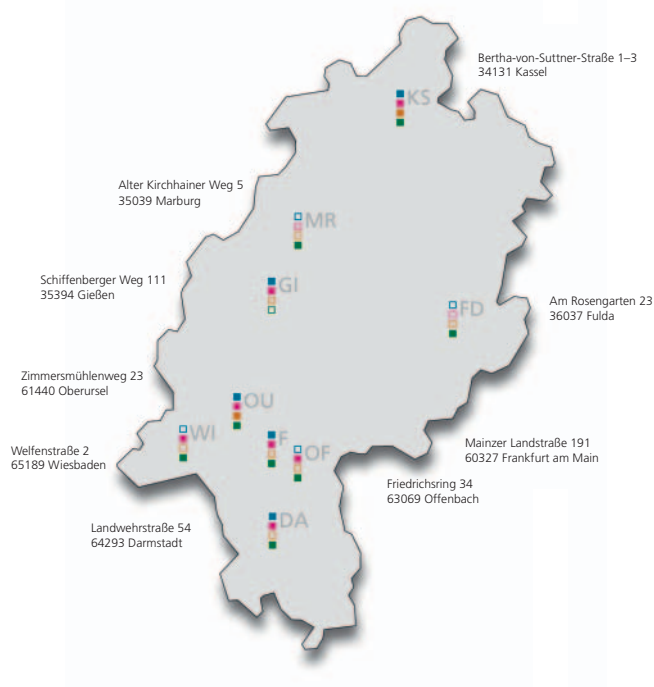 Bertha-von-Suttner-Straße 1–3
34131 Kassel
KS
Alter Kirchhainer Weg 5
35039 Marburg
MR
Schiffenberger Weg 111
35394 Gießen
GI
Am Rosengarten 23
36037 Fulda
FD
Zimmersmühlenweg 23
61440 Oberursel
OU
WI
F
OF
Welfenstraße 2
65189 Wiesbaden
Mainzer Landstraße 191
60327 Frankfurt am Main
Friedrichsring 34
63069 Offenbach
Landwehrstraße 54
64293 Darmstadt
DA